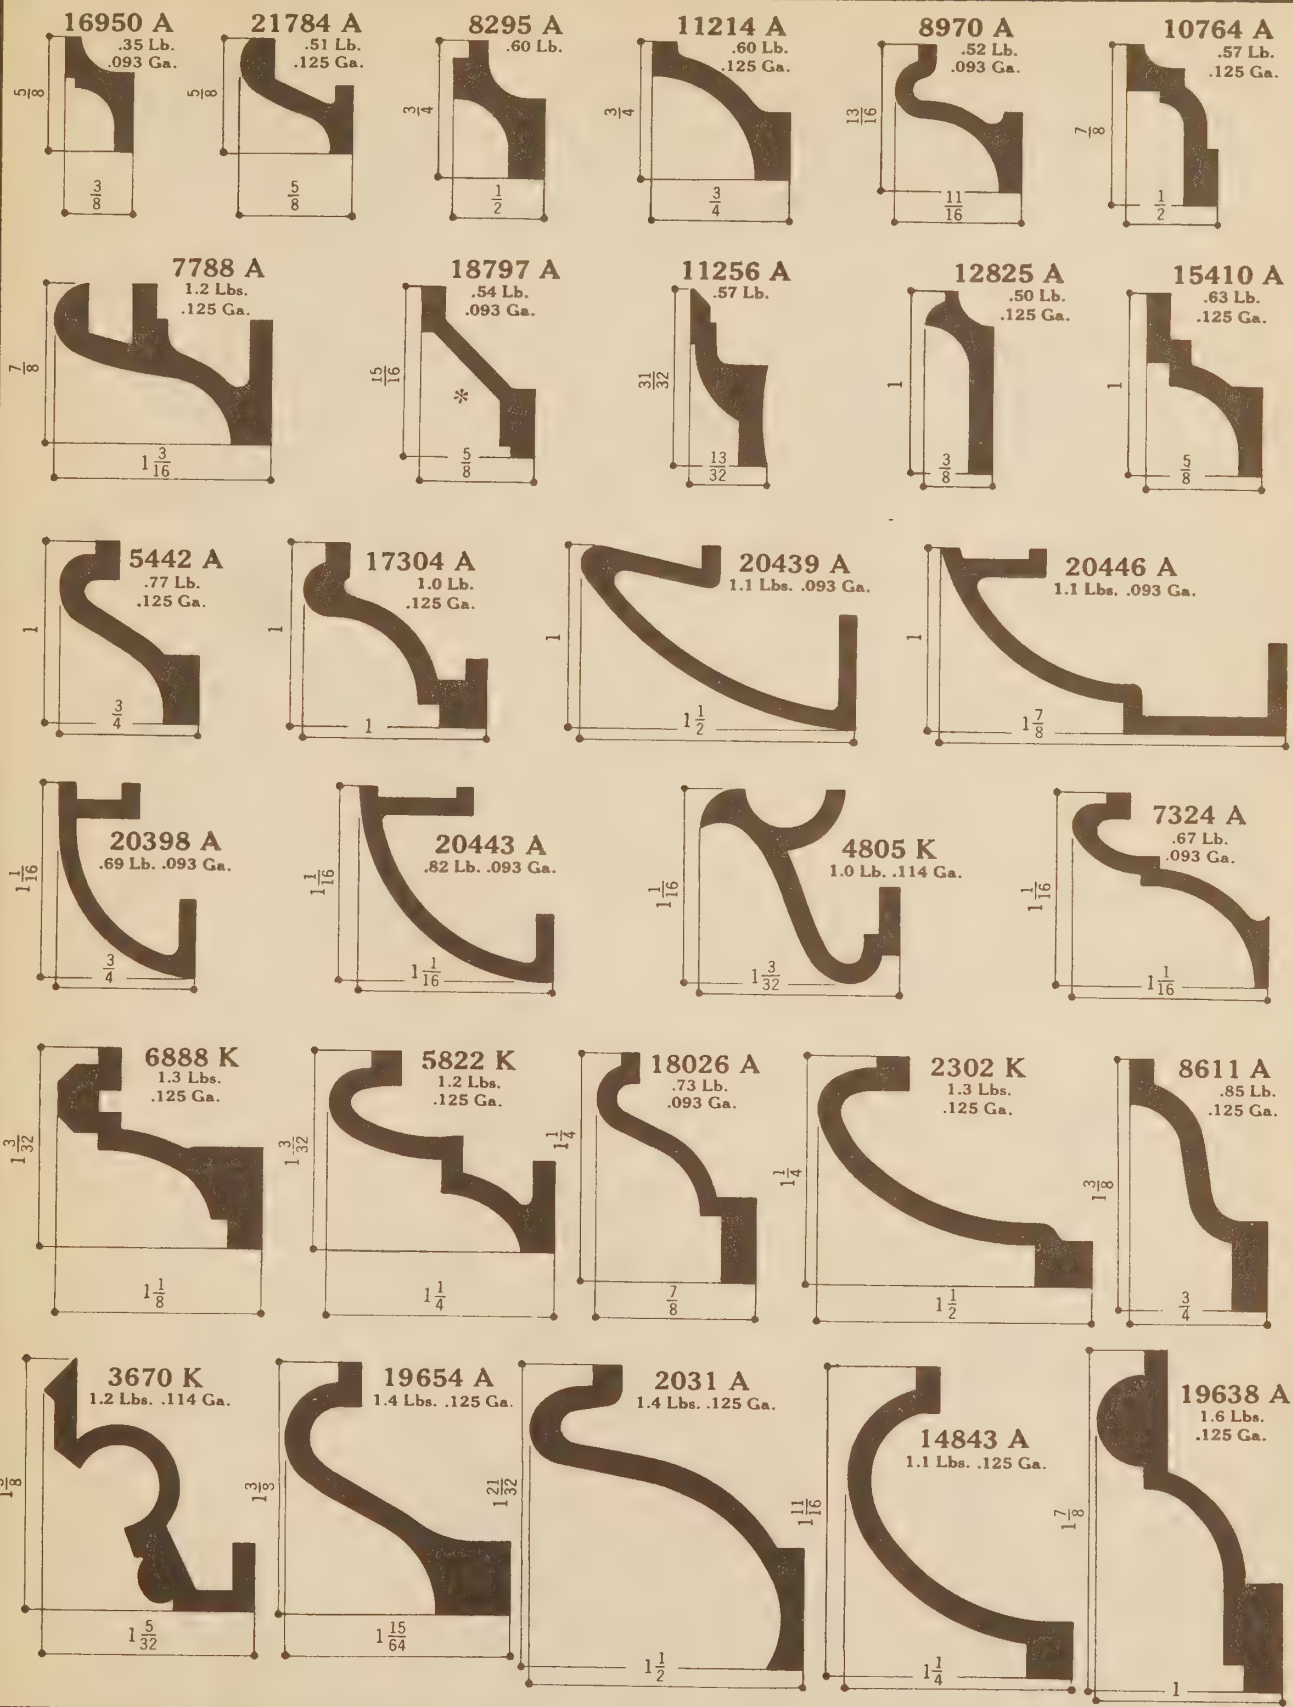 16950 A
.35 Lb.
.093 Ga.
5/8
3/8
21784 A
.51 Lb.
.125 Ga.
5/8
5/8
8295 A
.60 Lb.
3/4
1/2
11214 A
.60 Lb.
.125 Ga.
3/4
3/4
8970 A
.52 Lb.
.093 Ga.
13/16
11/16
10764 A
.57 Lb.
.125 Ga.
7/8
1/2
7788 A
1.2 Lbs.
.125 Ga.
7/8
1 3/16
18797 A
.54 Lb.
.093 Ga.
15/16
*
5/8
11256 A
.57 Lb.
31/32
13/32
12825 A
.50 Lb.
.125 Ga.
1
3/8
15410 A
.63 Lb.
.125 Ga.
1
5/8
5442 A
.77 Lb.
.125 Ga.
1
3/4
17304 A
1.0 Lb.
.125 Ga.
1
1
20439 A
1.1 Lbs. .093 Ga.
1
1 1/2
20446 A
1.1 Lbs. .093 Ga.
1
1 7/8
20398 A
.69 Lb. .093 Ga.
1 1/16
3/4
20443 A
.82 Lb. .093 Ga.
1 1/16
1 1/16
4805 K
1.0 Lb. .114 Ga.
1 1/16
1 3/32
7324 A
.67 Lb.
.093 Ga.
1 1/16
1 1/16
6888 K
1.3 Lbs.
.125 Ga.
1 3/32
1 1/8
5822 K
1.2 Lbs.
.125 Ga.
1 3/32
1 1/4
18026 A
.73 Lb.
.093 Ga.
1 1/4
7/8
2302 K
1.3 Lbs.
.125 Ga.
1 1/4
1 1/2
8611 A
.85 Lb.
.125 Ga.
1 3/8
3/4
3670 K
1.2 Lbs. .114 Ga.
1 5/32
19654 A
1.4 Lbs. .125 Ga.
1 15/64
2031 A
1.4 Lbs. .125 Ga.
1 21/32
1 1/2
14843 A
1.1 Lbs. .125 Ga.
1 11/16
1 1/4
19638 A
1.6 Lbs.
.125 Ga.
1 7/8
1